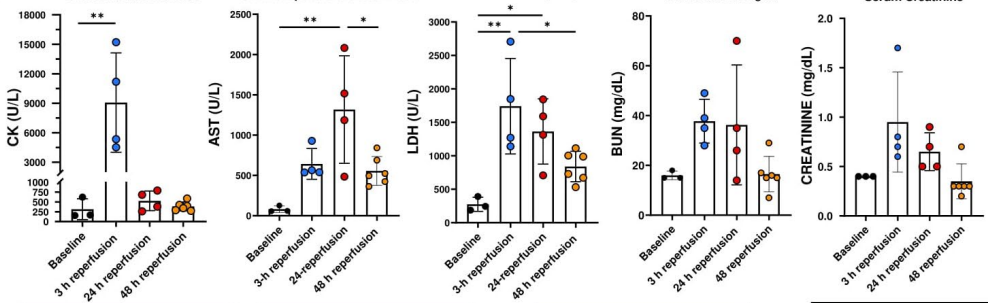 Serum Creatinine
**
18000
15000
12000
9000
6000
3000
1000
750
500
250
0
CK (U/L)
Baseline
3 h reperfusion
24 h reperfusion
48 h reperfusion
** *
2500
2000
1500
1000
500
0
AST (U/L)
Baseline
3-h reperfusion
24-reperfusion
48 h reperfusion
*
** *
3000
2500
2000
1500
1000
500
0
LDH (U/L)
Baseline
3-h reperfusion
24-reperfusion
48 h reperfusion
80
60
40
20
0
BUN (mg/dL)
Baseline
3 h reperfusion
24 h reperfusion
48 h reperfusion
2.0
1.5
1.0
0.5
0.0
CREATININE (mg/dL)
Baseline
3 h reperfusion
24 h reperfusion
48 reperfusion